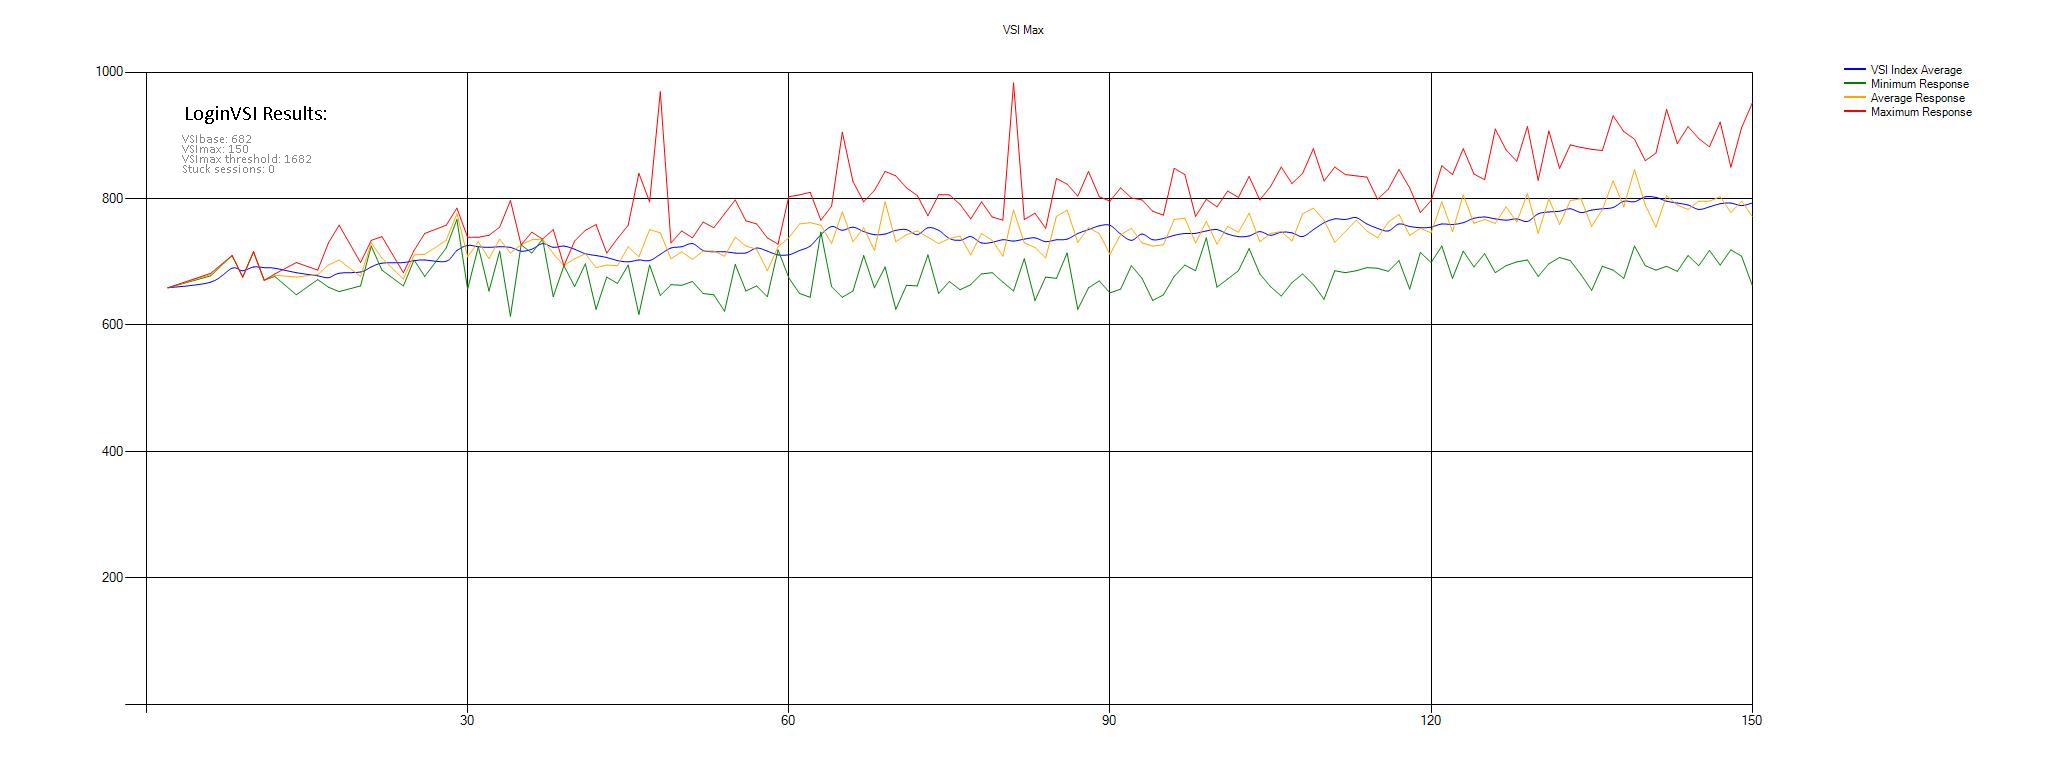 VSI Max
1000
800
600
400
200
LoginVSI Results:
VSIbase: 682
VSImax: 150
VSImax threshold: 1682
Stuck sessions: 0
VSI Index Average
Minimum Response
Average Response
Maximum Response
30
60
90
120
150